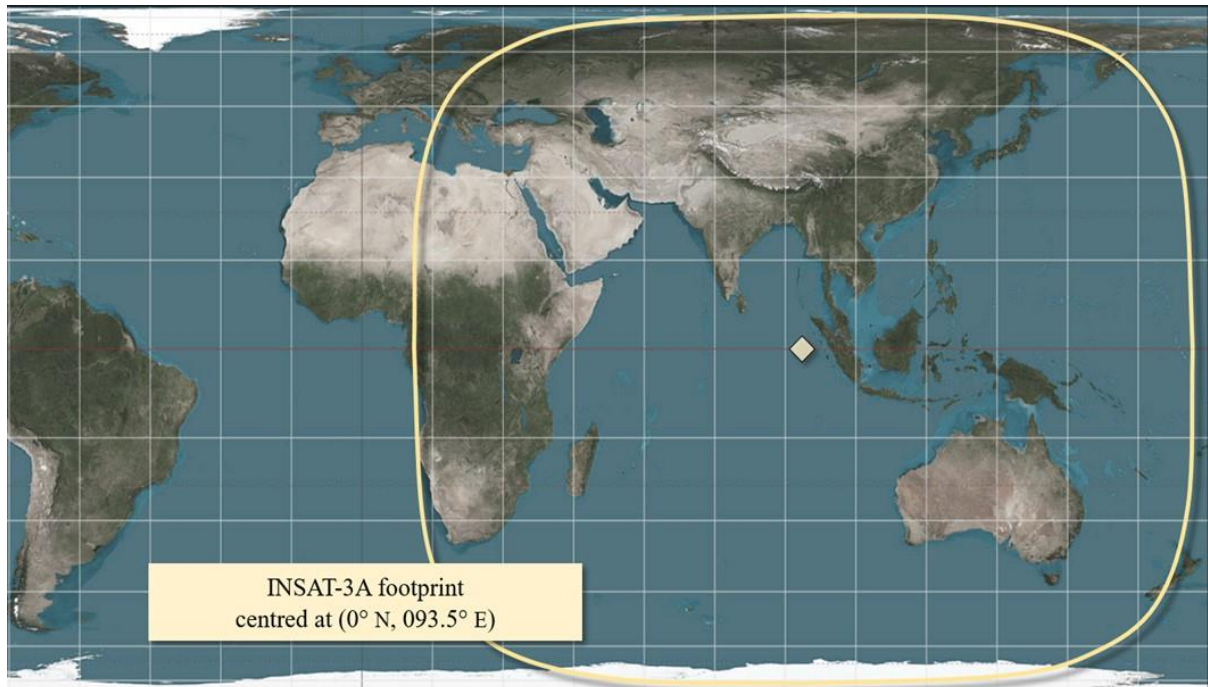 INSAT-3A footprint
centred at (0° N, 093.5° E)